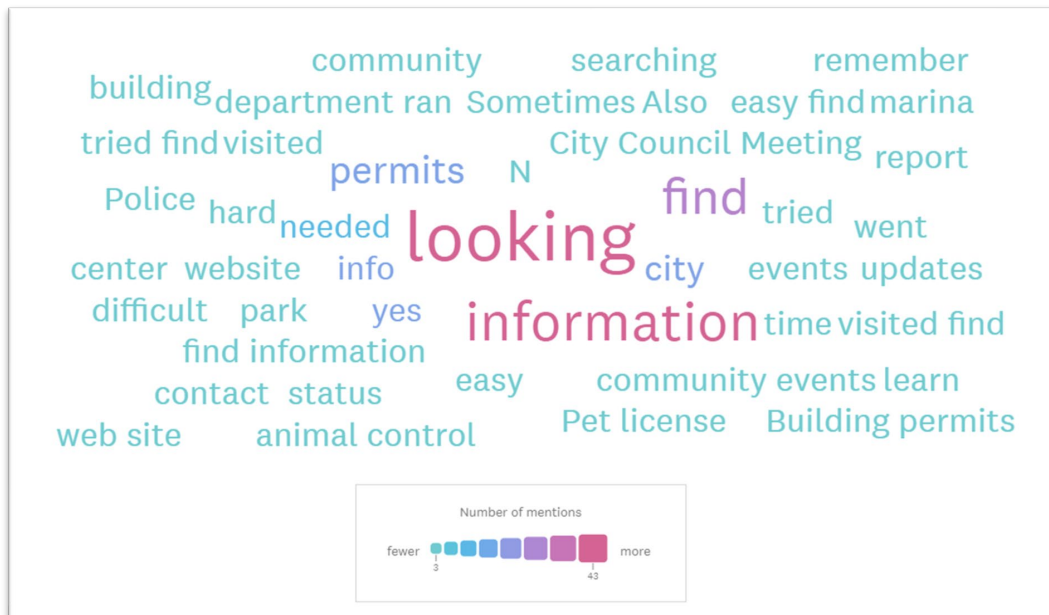 community searching remember
building department ran Sometimes Also easy find marina
tried find visited City Council Meeting report
permits N find
Police hard needed looking tried went
center website info city events updates
difficult park yes information time visited find
find information
contact status easy community events learn
web site animal control Pet license Building permits
Number of mentions
fewer more
3 43